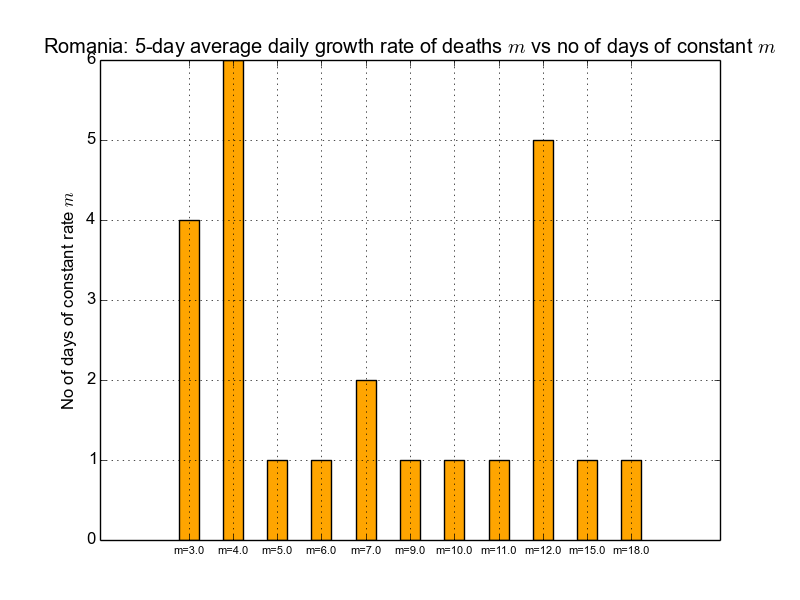 Romania: 5-day average daily growth rate of deaths m vs no of days of constant m
6
5
4
3
2
1
0
No of days of constant rate m
m=3.0 m=4.0 m=5.0 m=6.0 m=7.0 m=9.0 m=10.0 m=11.0 m=12.0 m=15.0 m=18.0